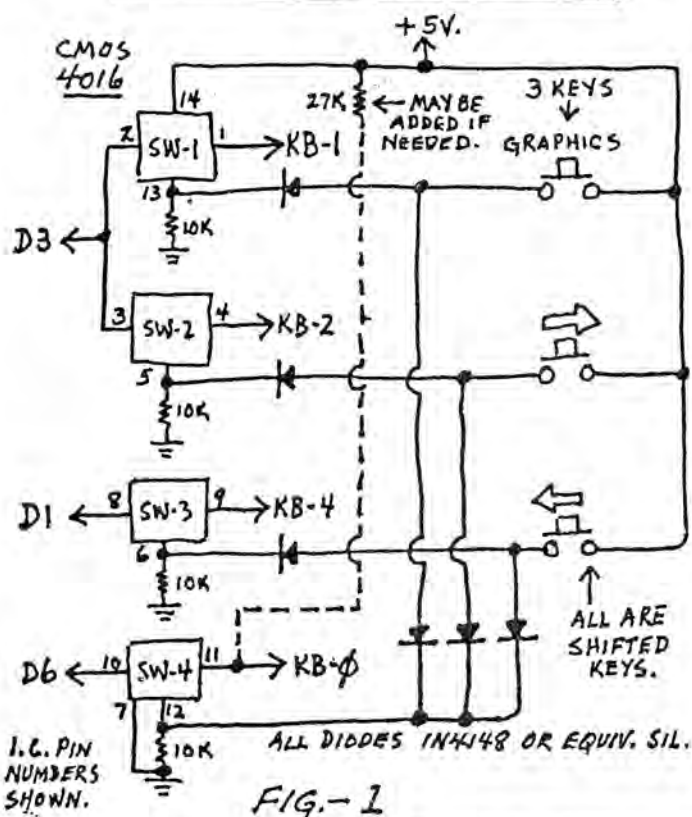 +5V.
CMOS
4016
14
27K
← MAY BE
ADDED IF
NEEDED.
3 KEYS
GRAPHICS
2
SW-1
1
KB-1
13
10K
D3
3
SW-2
4
KB-2
5
10K
D1
8
SW-3
9
KB-4
6
10K
ALL ARE
SHIFTED
KEYS.
D6
10
SW-4
11
KB-Ø
7
12
10K
ALL DIODES 1N4148 OR EQUIV. SIL.
I.C. PIN
NUMBERS
SHOWN.
FIG.-1